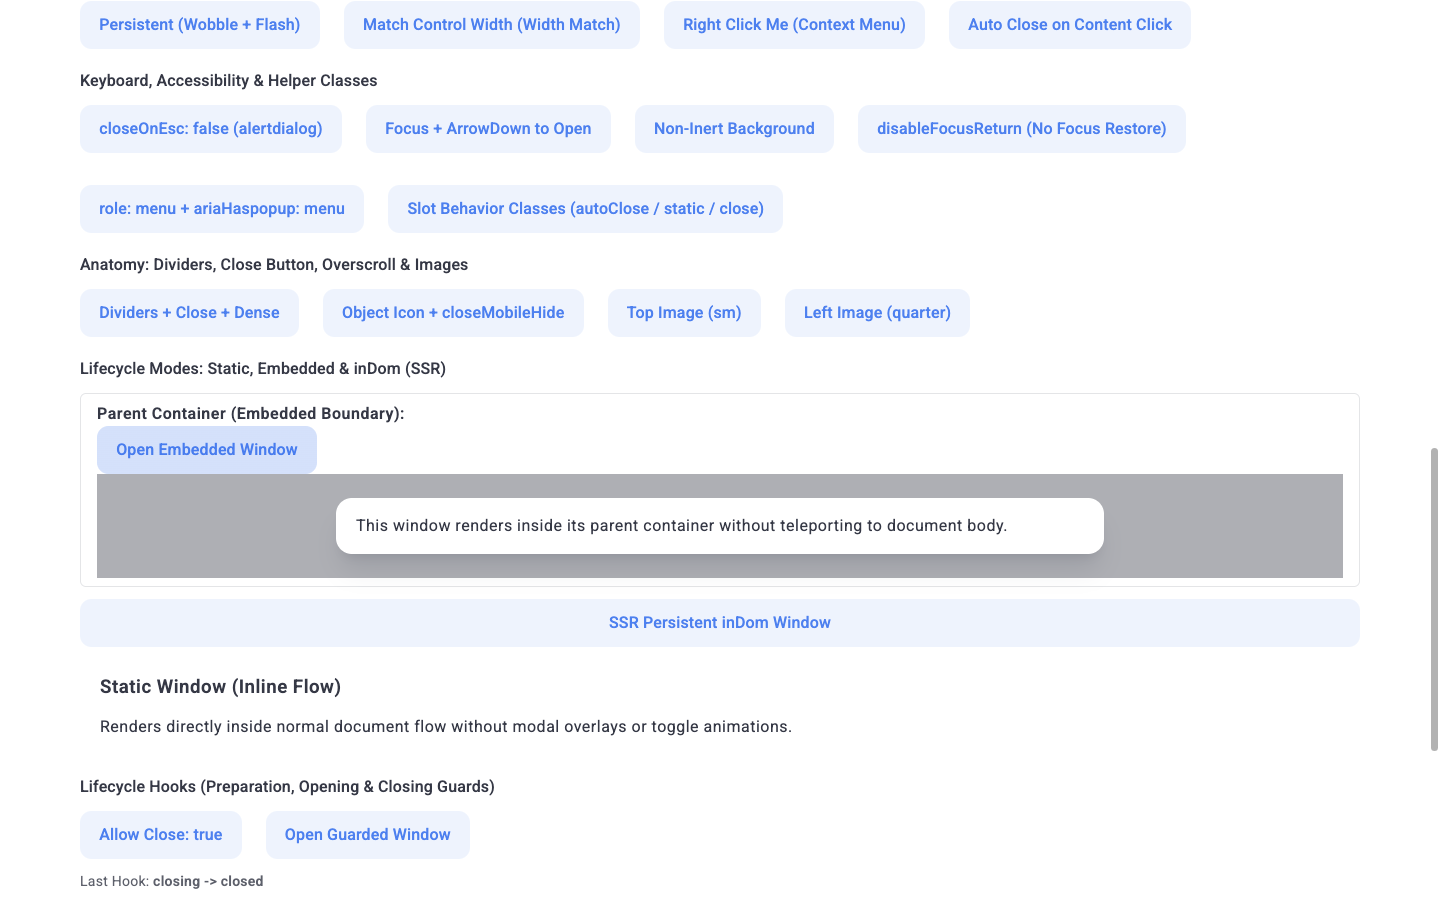 Persistent (Wobble + Flash)
Match Control Width (Width Match)
Right Click Me (Context Menu)
Auto Close on Content Click
Keyboard, Accessibility & Helper Classes
closeOnEsc: false (alertdialog)
Focus + ArrowDown to Open
Non-Inert Background
disableFocusReturn (No Focus Restore)
role: menu + ariaHaspopup: menu
Slot Behavior Classes (autoClose / static / close)
Anatomy: Dividers, Close Button, Overscroll & Images
Dividers + Close + Dense
Object Icon + closeMobileHide
Top Image (sm)
Left Image (quarter)
Lifecycle Modes: Static, Embedded & inDom (SSR)
Parent Container (Embedded Boundary):
Open Embedded Window
This window renders inside its parent container without teleporting to document body.
SSR Persistent inDom Window
Static Window (Inline Flow)
Renders directly inside normal document flow without modal overlays or toggle animations.
Lifecycle Hooks (Preparation, Opening & Closing Guards)
Allow Close: true
Open Guarded Window
Last Hook: closing -> closed